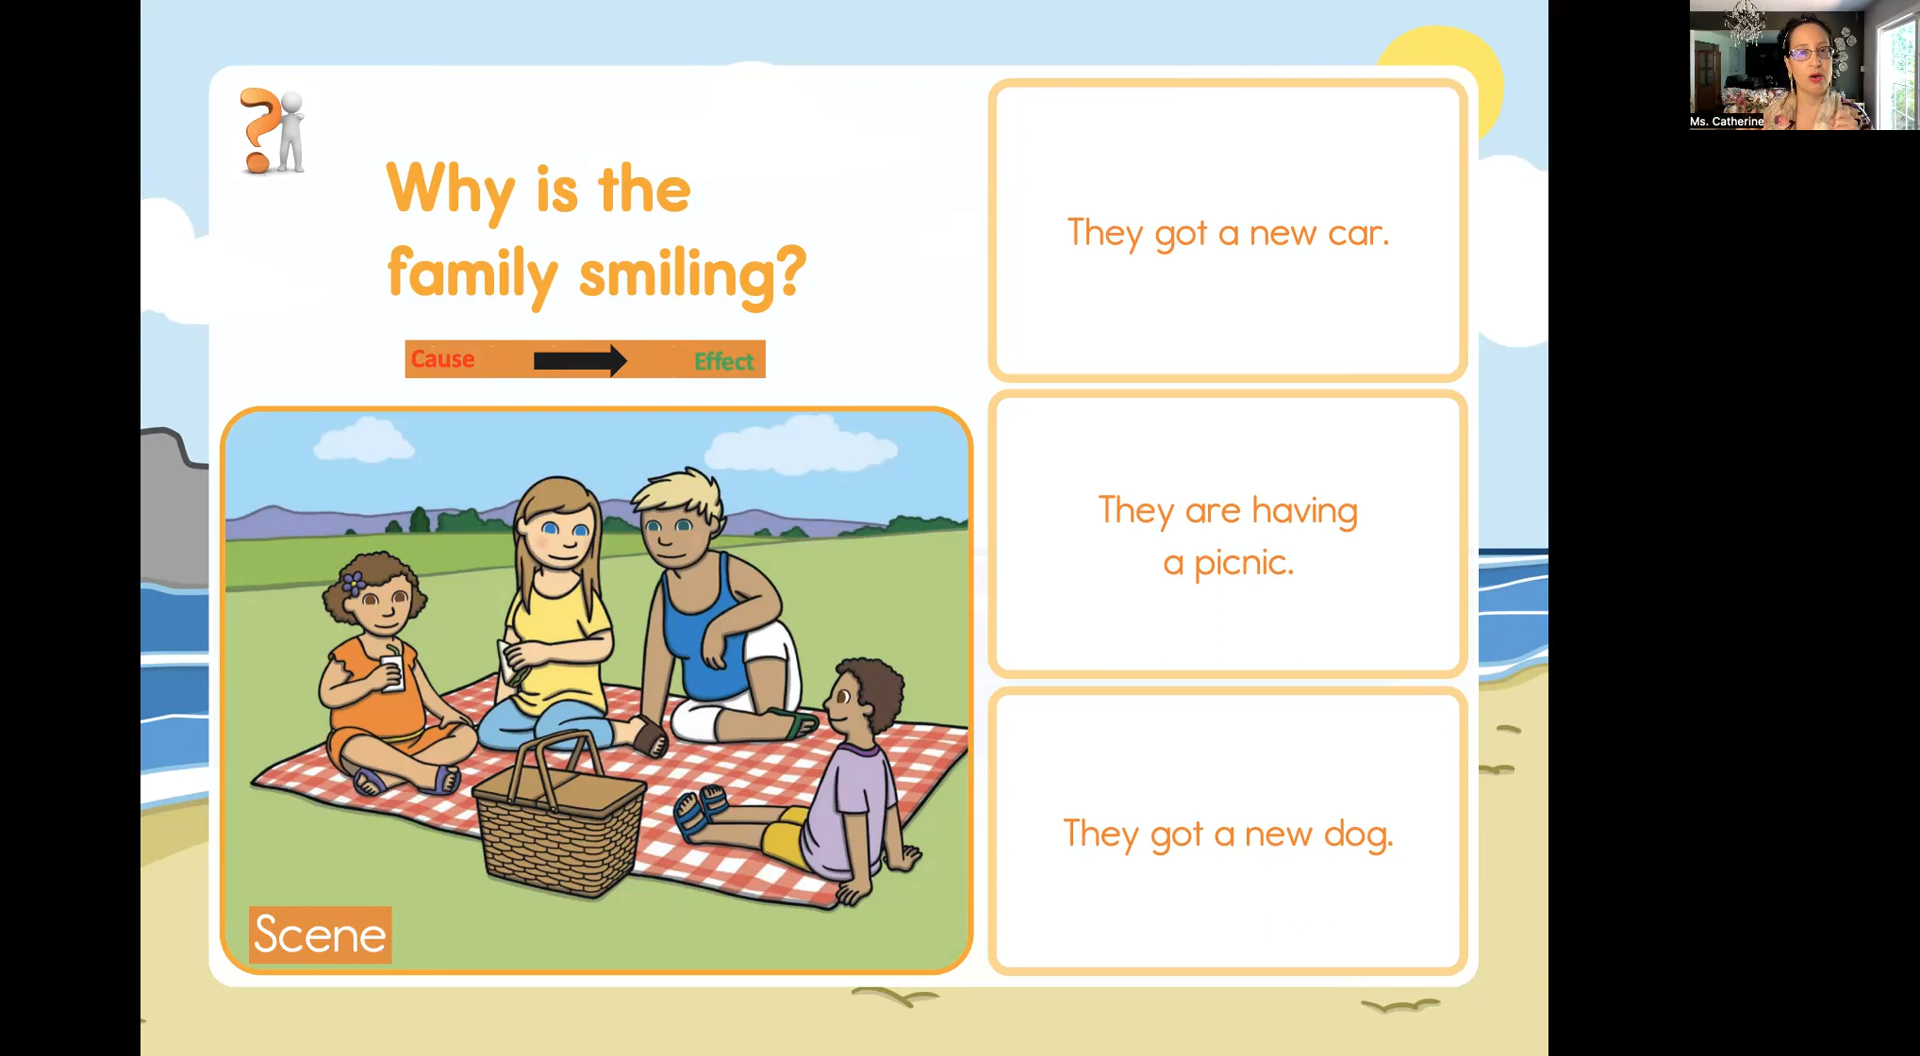 Why is the
family smiling?
Cause
Effect
Scene
They got a new car.
They are having
a picnic.
They got a new dog.
Ms. Catherine